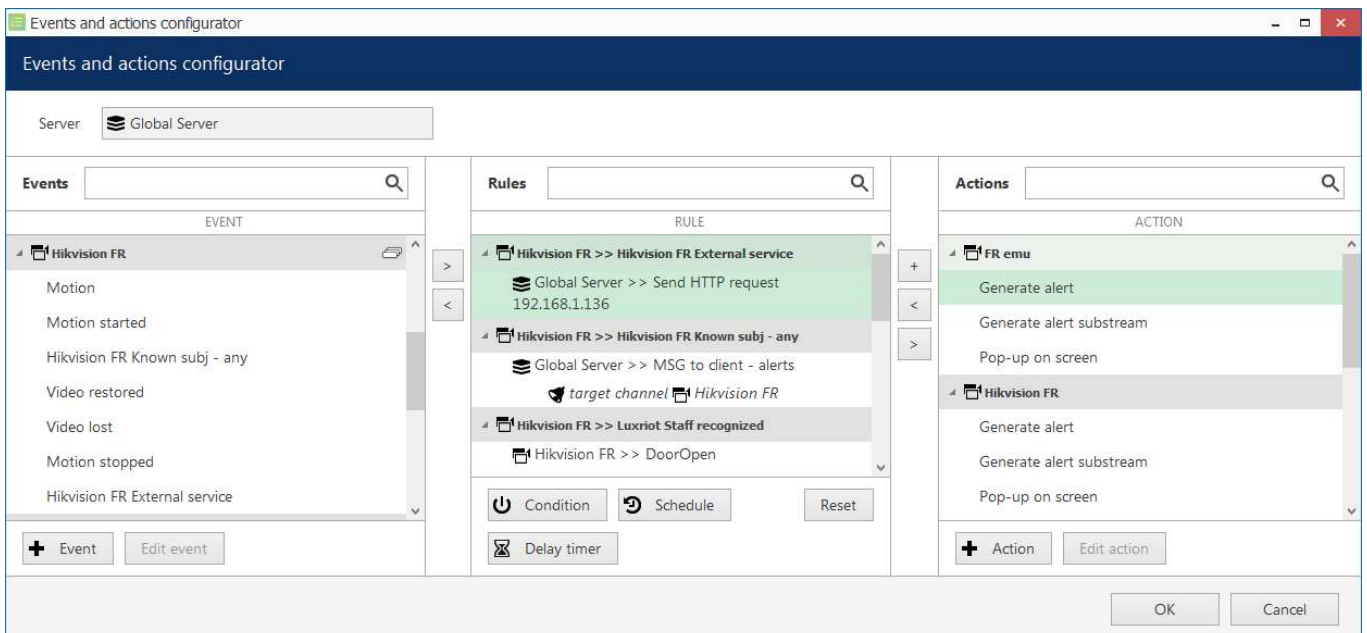 Events and actions configurator
Events and actions configurator
Server
Global Server
Events
EVENT
Hikvision FR
Motion
Motion started
Hikvision FR Known subj - any
Video restored
Video lost
Motion stopped
Hikvision FR External service
+ Event
Edit event
>
<
Rules
RULE
Hikvision FR >> Hikvision FR External service
Global Server >> Send HTTP request
192.168.1.136
Hikvision FR >> Hikvision FR Known subj - any
Global Server >> MSG to client - alerts
target channel Hikvision FR
Hikvision FR >> Luxriot Staff recognized
Hikvision FR >> DoorOpen
Condition
Schedule
Reset
Delay timer
+
<
>
Actions
ACTION
FR emu
Generate alert
Generate alert substream
Pop-up on screen
Hikvision FR
Generate alert
Generate alert substream
Pop-up on screen
+ Action
Edit action
OK
Cancel